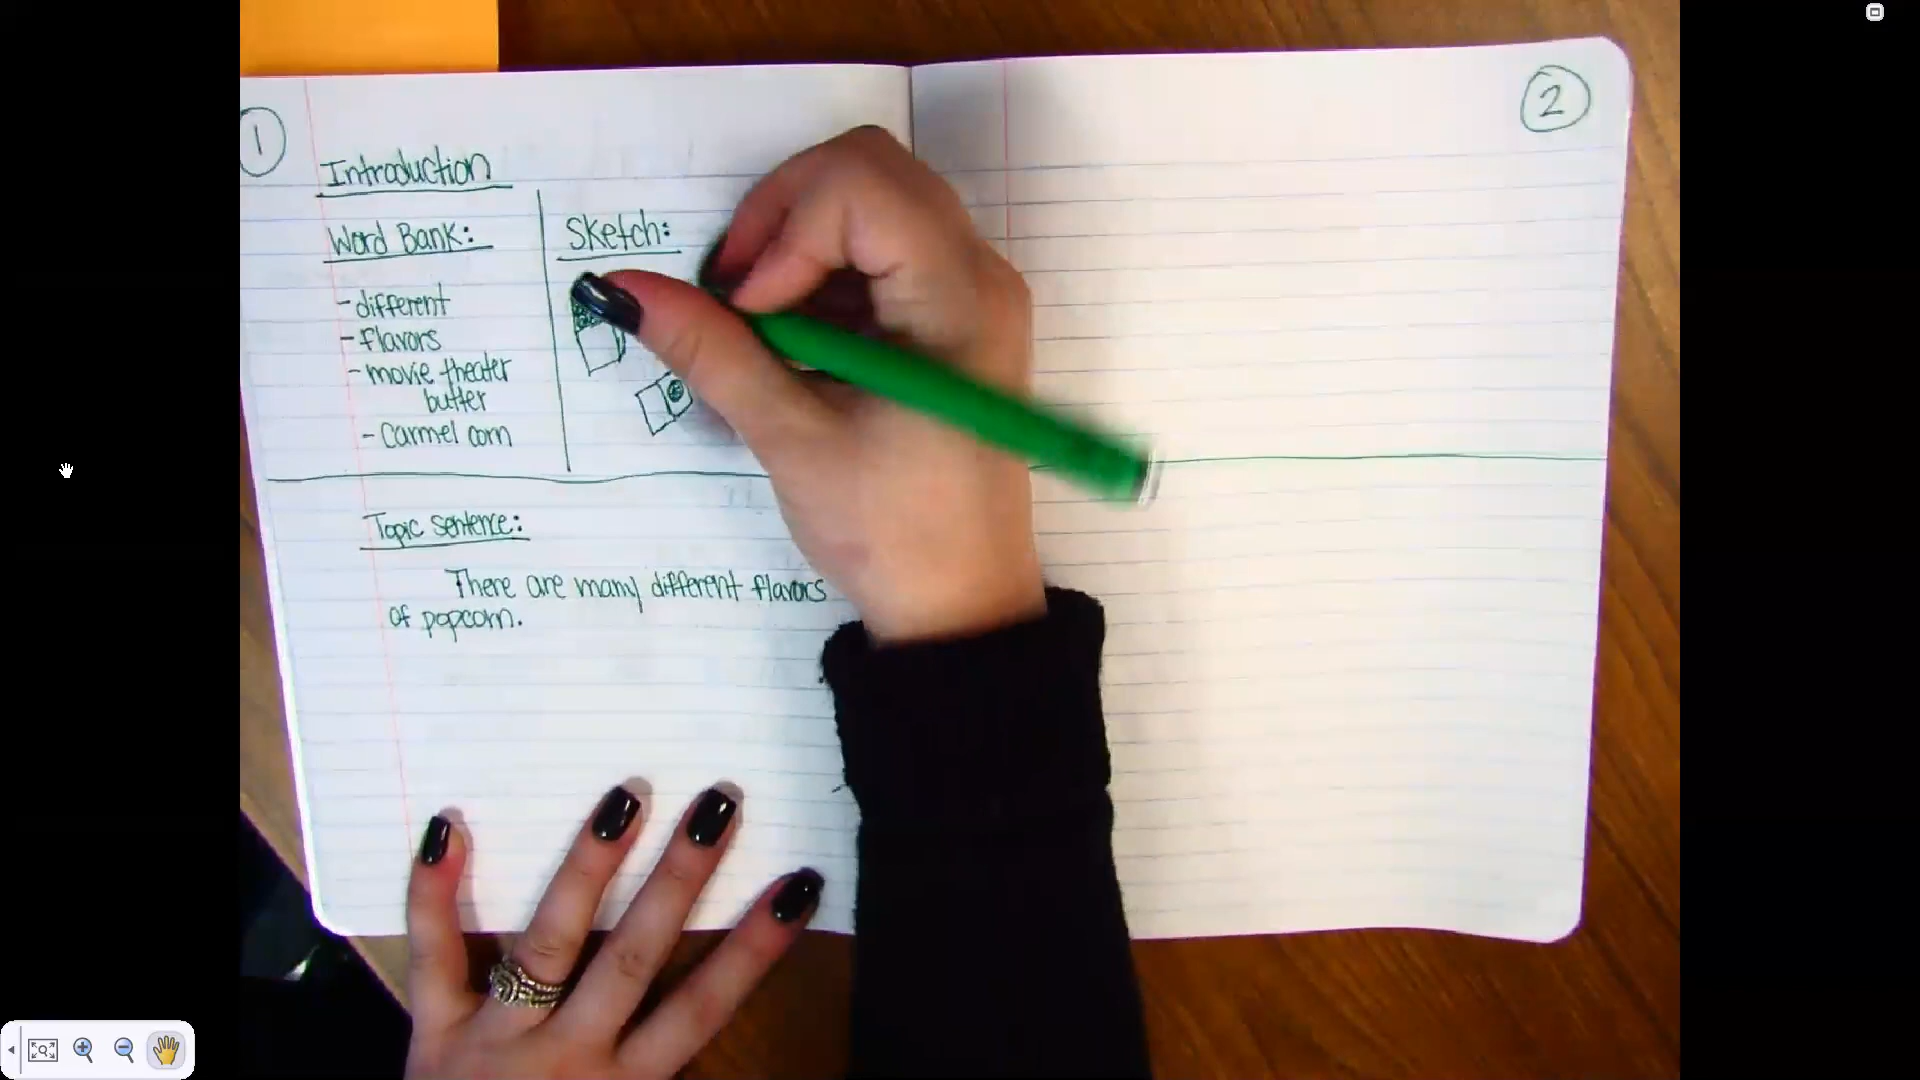 1
2
Introduction
Word Bank:
- different
- flavors
- movie theater
butter
- Carmel corn
Sketch:
Topic Sentence:
There are many different flavors
of popcorn.